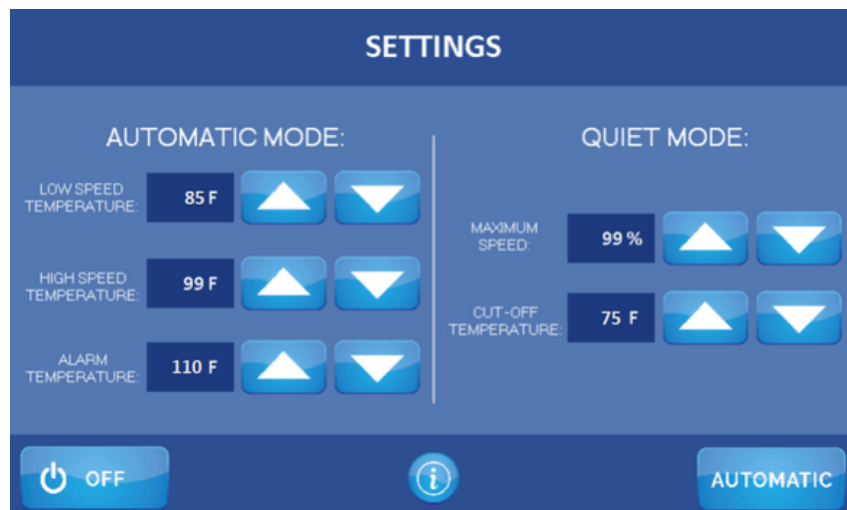 SETTINGS
AUTOMATIC MODE:
LOW SPEED
TEMPERATURE:
85 F
HIGH SPEED
TEMPERATURE:
99 F
ALARM
TEMPERATURE:
110 F
QUIET MODE:
MAXIMUM
SPEED:
99 %
CUT-OFF
TEMPERATURE:
75 F
OFF
i
AUTOMATIC